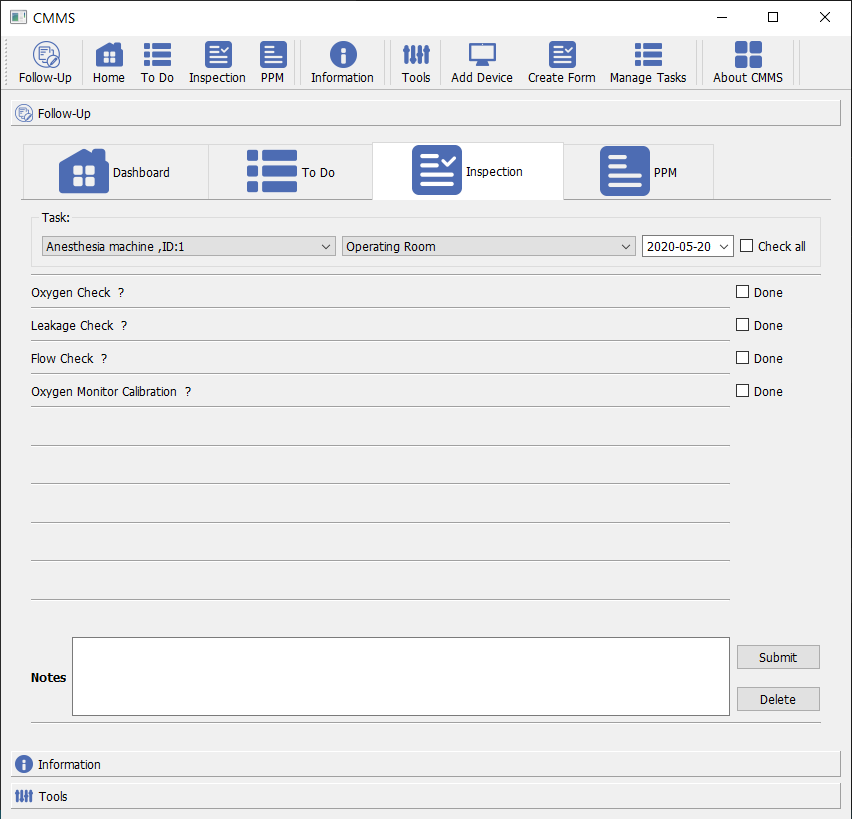 CMMS
Follow-Up Home To Do Inspection PPM Information Tools Add Device Create Form Manage Tasks About CMMS
Follow-Up
Dashboard To Do Inspection PPM
Task:
Anesthesia machine ,ID:1 Operating Room 2020-05-20 Check all
Oxygen Check ? Done
Leakage Check ? Done
Flow Check ? Done
Oxygen Monitor Calibration ? Done
Notes Submit
Delete
Information
Tools